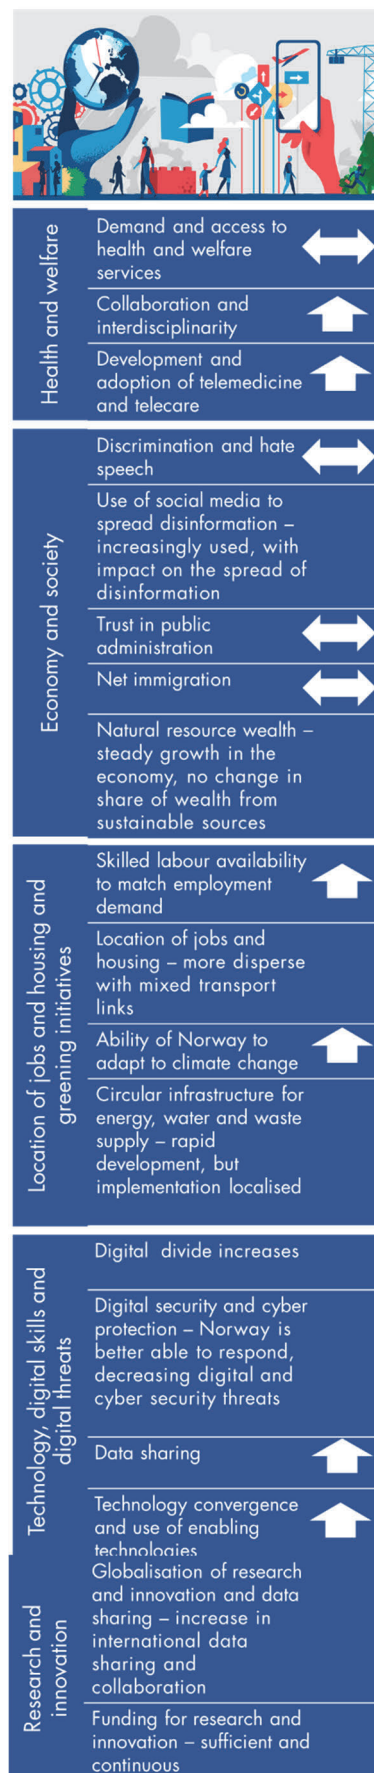 Health and welfare
Demand and access to
health and welfare
services
Collaboration and
interdisciplinarity
Development and
adoption of telemedicine
and telecare
Economy and society
Discrimination and hate
speech
Use of social media to
spread disinformation –
increasingly used, with
impact on the spread of
disinformation
Trust in public
administration
Net immigration
Natural resource wealth –
steady growth in the
economy, no change in
share of wealth from
sustainable sources
Location of jobs and housing and
greening initiatives
Skilled labour availability
to match employment
demand
Location of jobs and
housing – more disperse
with mixed transport
links
Ability of Norway to
adapt to climate change
Circular infrastructure for
energy, water and waste
supply – rapid
development, but
implementation localised
Technology, digital skills and
digital threats
Digital divide increases
Digital security and cyber
protection – Norway is
better able to respond,
decreasing digital and
cyber security threats
Data sharing
Technology convergence
and use of enabling
technologies
Research and
innovation
Globalisation of research
and innovation and data
sharing – increase in
international data
sharing and
collaboration
Funding for research and
innovation – sufficient and
continuous